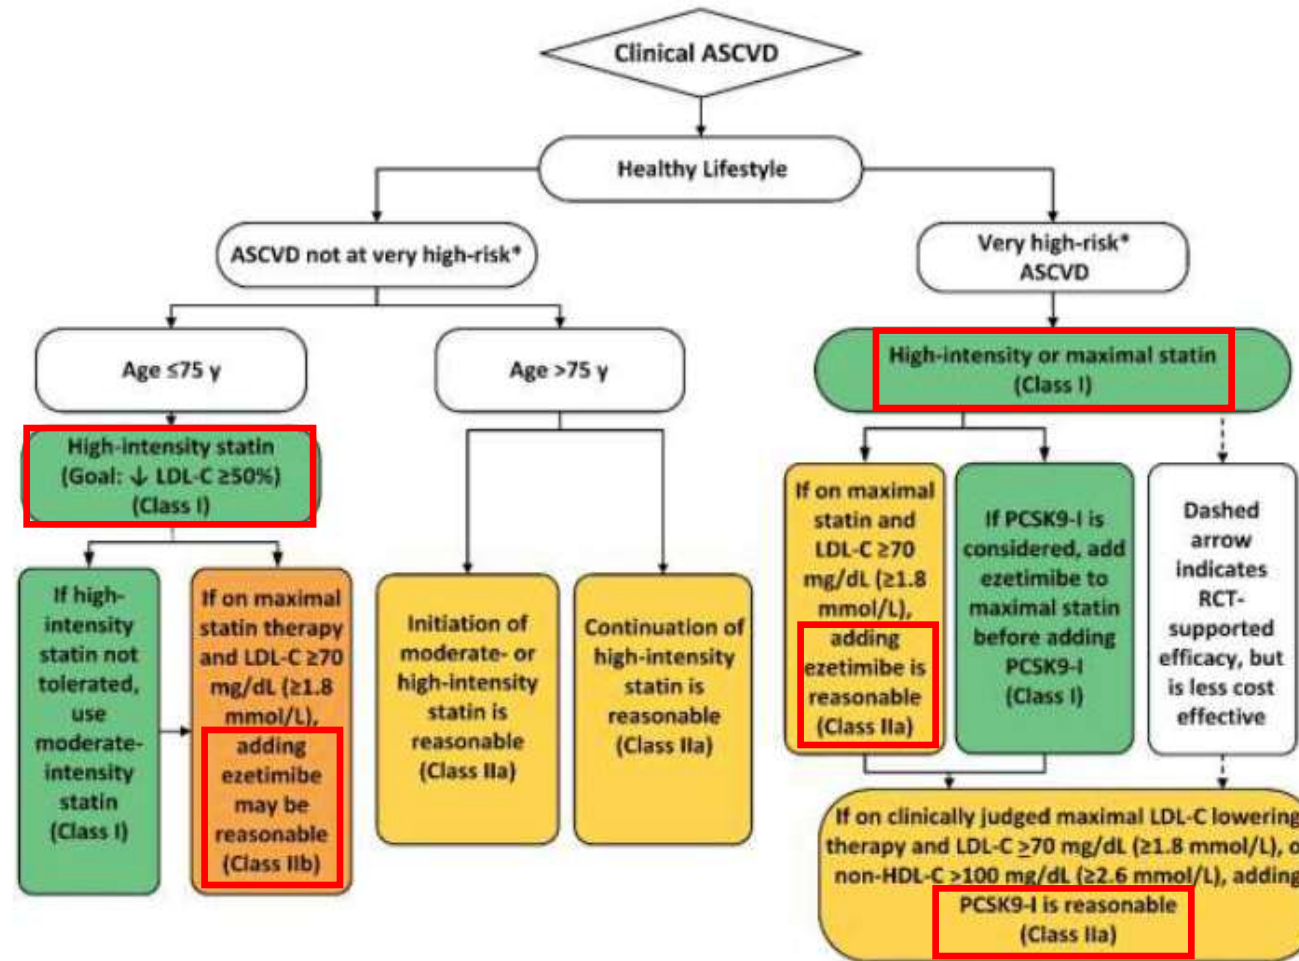 Clinical ASCVD
Healthy Lifestyle
ASCVD not at very high-risk*
Very high-risk*
ASCVD
Age ≤75 y
Age >75 y
High-intensity or maximal statin
(Class I)
High-intensity statin
(Goal: ↓ LDL-C ≥50%)
(Class I)
If high-
intensity
statin not
tolerated,
use
moderate-
intensity
statin
(Class I)
If on maximal
statin therapy
and LDL-C ≥70
mg/dL (≥1.8
mmol/L),
adding
ezetimibe
may be
reasonable
(Class IIb)
Initiation of
moderate- or
high-intensity
statin is
reasonable
(Class IIa)
Continuation of
high-intensity
statin is
reasonable
(Class IIa)
If on maximal
statin and
LDL-C ≥70
mg/dL (≥1.8
mmol/L),
adding
ezetimibe is
reasonable
(Class IIa)
If PCSK9-I is
considered, add
ezetimibe to
maximal statin
before adding
PCSK9-I
(Class I)
Dashed
arrow
indicates
RCT-
supported
efficacy, but
is less cost
effective
If on clinically judged maximal LDL-C lowering
therapy and LDL-C ≥70 mg/dL (≥1.8 mmol/L), o
non-HDL-C >100 mg/dL (≥2.6 mmol/L), adding
PCSK9-I is reasonable
(Class IIa)